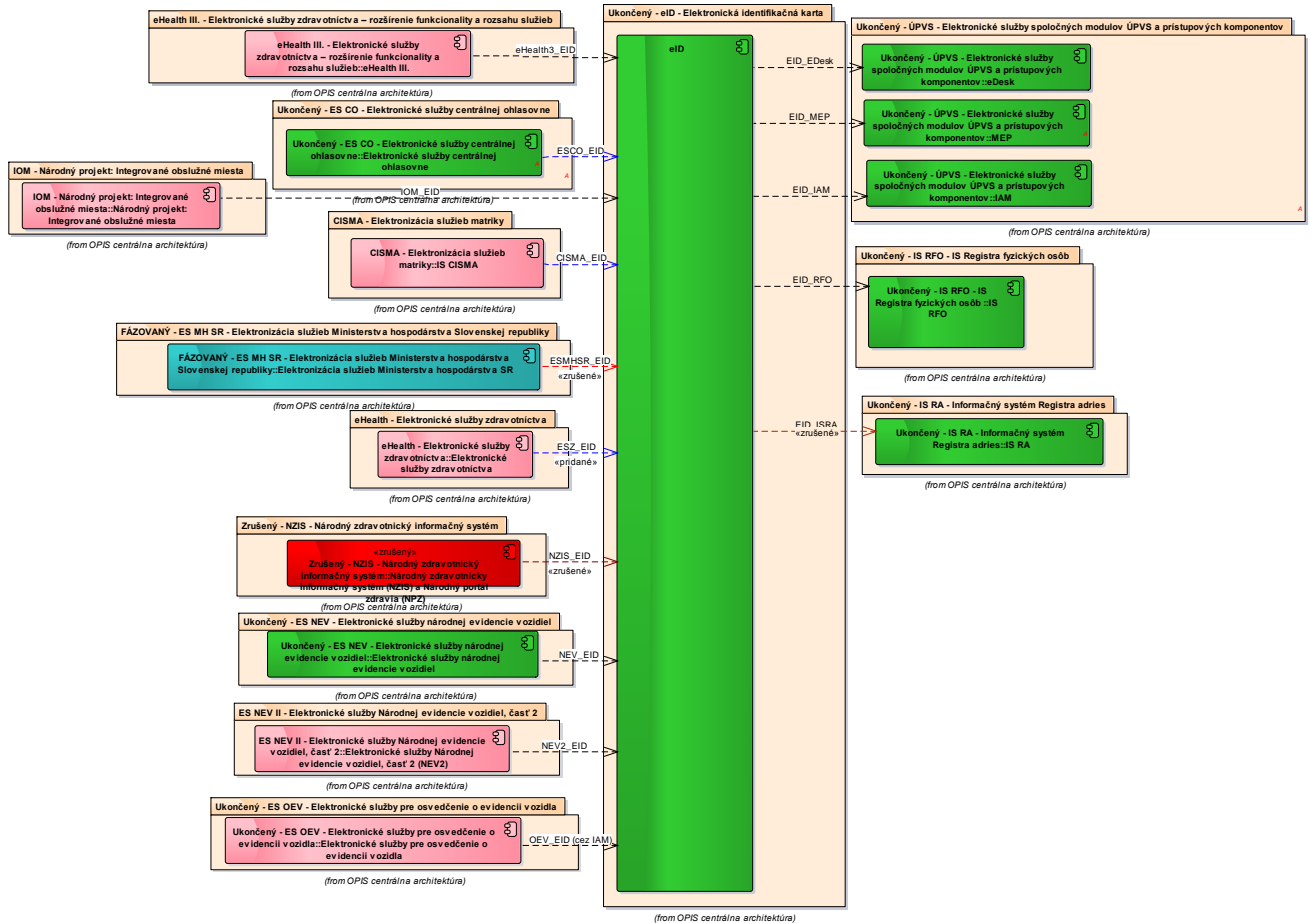 eHealth III. - Elektronické služby zdravotníctva – rozšírenie funkcionality a rozsahu služieb
eHealth III. - Elektronické služby
zdravotníctva – rozšírenie funkcionality a
rozsahu služieb::eHealth III.
(from OPIS centrálna architektúra)
eHealth3_EID
Ukončený - ES CO - Elektronické služby centrálnej ohlasovne
Ukončený - ES CO - Elektronické služby centrálnej
ohlasovne::Elektronické služby centrálnej
ohlasovne
A
A
(from OPIS centrálna architektúra)
ESCO_EID
IOM - Národný projekt: Integrované obslužné miesta
IOM - Národný projekt: Integrované
obslužné miesta::Národný projekt:
Integrované obslužné miesta
(from OPIS centrálna architektúra)
IOM_EID
CISMA - Elektronizácia služieb matriky
CISMA - Elektronizácia služieb
matriky::IS CISMA
(from OPIS centrálna architektúra)
CISMA_EID
FÁZOVANÝ - ES MH SR - Elektronizácia služieb Ministerstva hospodárstva Slovenskej republiky
FÁZOVANÝ - ES MH SR - Elektronizácia služieb Ministerstva hospodárstva
Slovenskej republiky::Elektronizácia služieb Ministerstva hospodárstva SR
(from OPIS centrálna architektúra)
ESMHSR_EID
«zrušené»
eHealth - Elektronické služby zdravotníctva
eHealth - Elektronické služby
zdravotníctva::Elektronické
služby zdravotníctva
(from OPIS centrálna architektúra)
ESZ_EID
«pridané»
Zrušený - NZIS - Národný zdravotnický informačný systém
«zrušený»
Zrušený - NZIS - Národný zdravotnický
informačný systém::Národný zdravotnícky
informačný systém (NZIS) a Národný portál
zdravia (NPZ)
(from OPIS centrálna architektúra)
NZIS_EID
«zrušené»
Ukončený - ES NEV - Elektronické služby národnej evidencie vozidiel
Ukončený - ES NEV - Elektronické služby národnej
evidencie vozidiel::Elektronické služby národnej
evidencie vozidiel
(from OPIS centrálna architektúra)
NEV_EID
ES NEV II - Elektronické služby Národnej evidencie vozidiel, časť 2
ES NEV II - Elektronické služby Národnej evidencie
vozidiel, časť 2::Elektronické služby Národnej
evidencie vozidiel, časť 2 (NEV2)
(from OPIS centrálna architektúra)
NEV2_EID
Ukončený - ES OEV - Elektronické služby pre osvedčenie o evidencii vozidla
Ukončený - ES OEV - Elektronické služby pre osvedčenie o
evidencii vozidla::Elektronické služby pre osvedčenie o
evidencii vozidla
(from OPIS centrálna architektúra)
OEV_EID (cez IAM)
Ukončený - eID - Elektronická identifikačná karta
eID
(from OPIS centrálna architektúra)
EID_EDesk
EID_MEP
EID_IAM
EID_RFO
EID_ISRA
«zrušené»
Ukončený - ÚPVS - Elektronické služby spoločných modulov ÚPVS a prístupových komponentov
Ukončený - ÚPVS - Elektronické služby
spoločných modulov ÚPVS a prístupových
komponentov::eDesk
Ukončený - ÚPVS - Elektronické služby
spoločných modulov ÚPVS a prístupových
komponentov::MEP
A
Ukončený - ÚPVS - Elektronické služby
spoločných modulov ÚPVS a prístupových
komponentov::IAM
A
(from OPIS centrálna architektúra)
Ukončený - IS RFO - IS Registra fyzických osôb
Ukončený - IS RFO - IS
Registra fyzických osôb ::IS
RFO
(from OPIS centrálna architektúra)
Ukončený - IS RA - Informačný systém Registra adries
Ukončený - IS RA - Informačný systém
Registra adries::IS RA
(from OPIS centrálna architektúra)